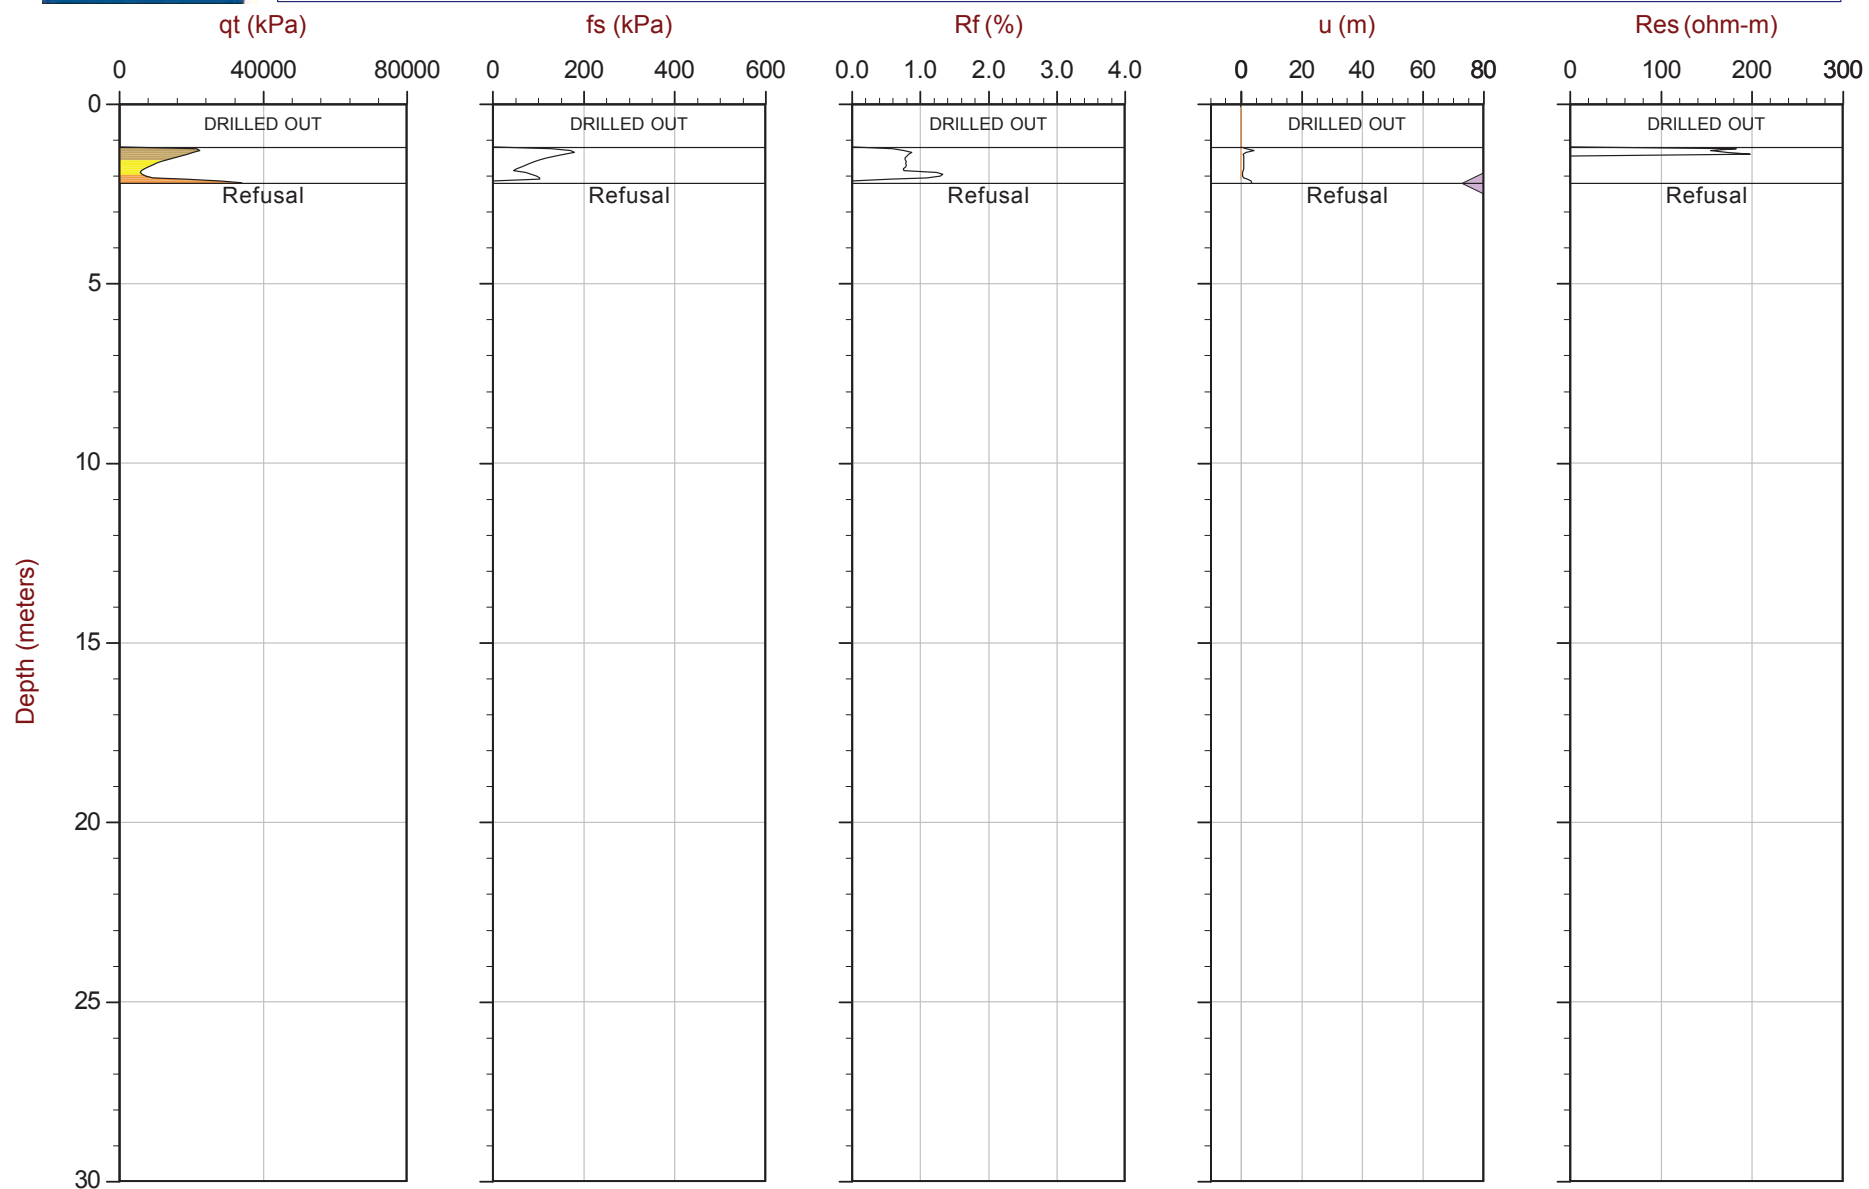 qt (kPa) fs (kPa) Rf (%) u (m) Res (ohm-m)
0 40000 80000 0 200 400 600 0.0 1.0 2.0 3.0 4.0 0 20 40 60 80 0 100 200 300
0
DRILLED OUT DRILLED OUT DRILLED OUT DRILLED OUT DRILLED OUT
Refusal Refusal Refusal Refusal Refusal
5
10
15
20
25
30
Depth (meters)